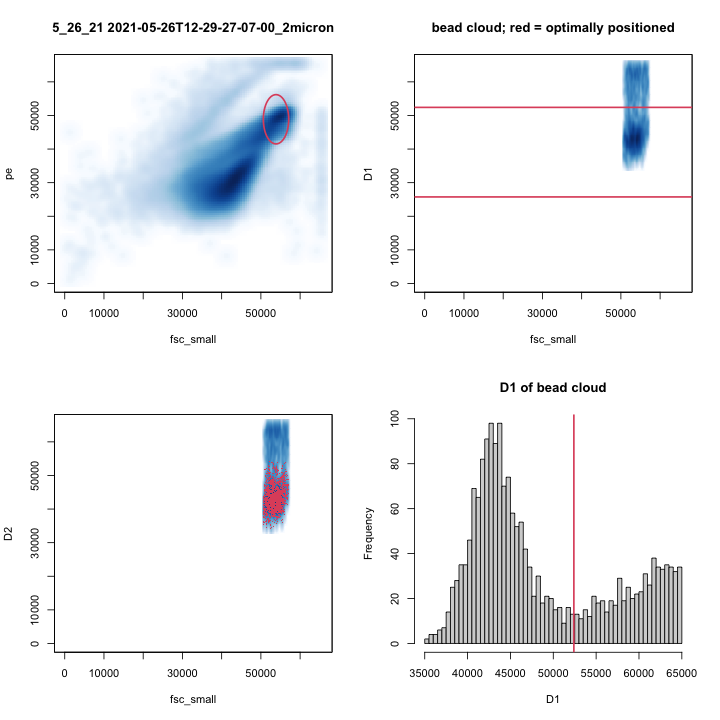 5_26_21 2021-05-26T12-29-27-07-00_2micron
pe
50000
30000
10000
0
0 10000 30000 50000
fsc_small
bead cloud; red = optimally positioned
D1
50000
30000
10000
0
0 10000 30000 50000
fsc_small
D2
50000
30000
10000
0
0 10000 30000 50000
fsc_small
D1 of bead cloud
Frequency
100
80
60
40
20
0
35000 40000 45000 50000 55000 60000 65000
D1